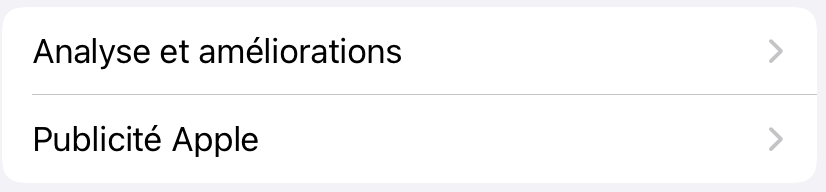 Analyse et améliorations
Publicité Apple